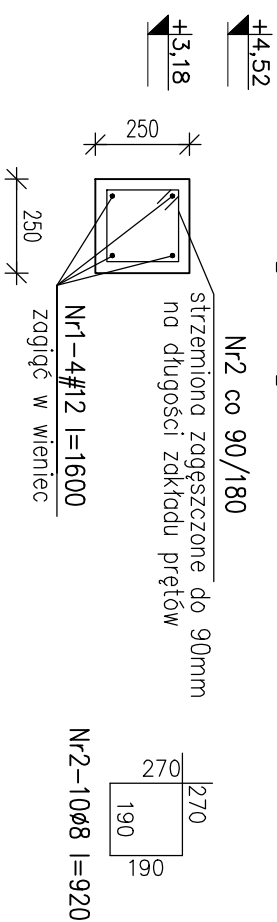 +4,52
+3,18
250
250
Nr2 co 90/180
strzemiona zagęszczone do 90mm
na długości zakładu prętów
Nr1-4#12 l=1600
zagiąć w wieniec
270
270
190
190
Nr2-10ø8 l=920